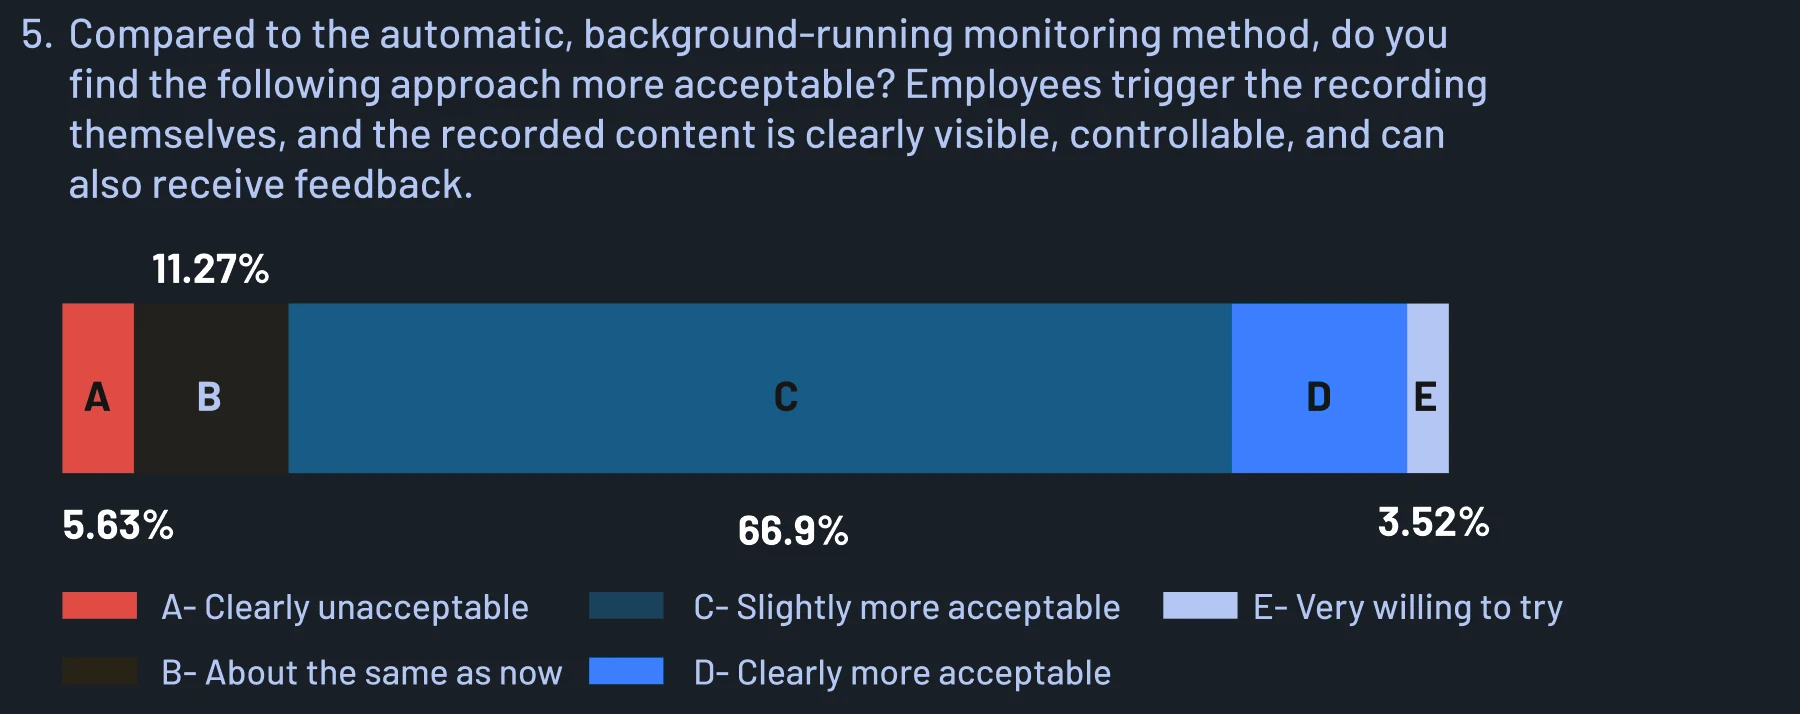 5. Compared to the automatic, background-running monitoring method, do you
find the following approach more acceptable? Employees trigger the recording
themselves, and the recorded content is clearly visible, controllable, and can
also receive feedback.
11.27%
A
B
C
D
E
5.63%
66.9%
3.52%
A- Clearly unacceptable
C- Slightly more acceptable
E- Very willing to try
B- About the same as now
D- Clearly more acceptable